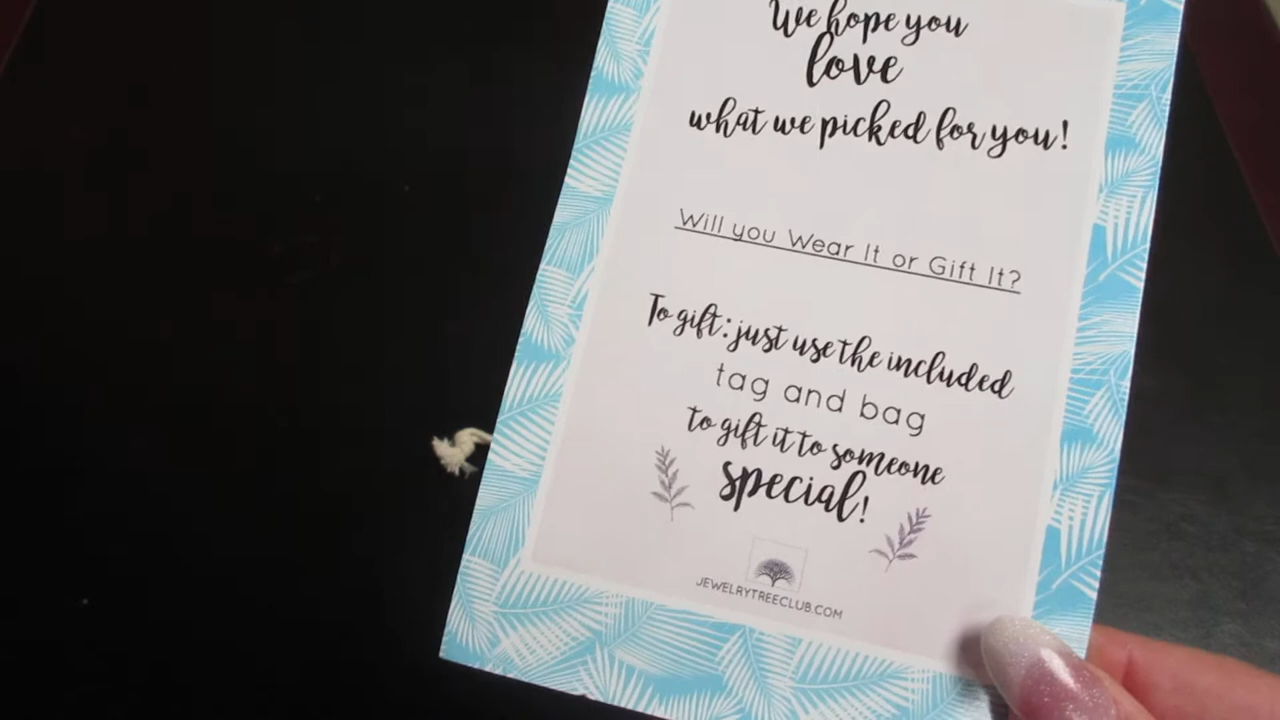 We hope you
love
what we picked for you!
Will you Wear It or Gift It?
To gift: just use the included
tag and bag
to gift it to someone
special!
JEWELRYTREECLUB.COM